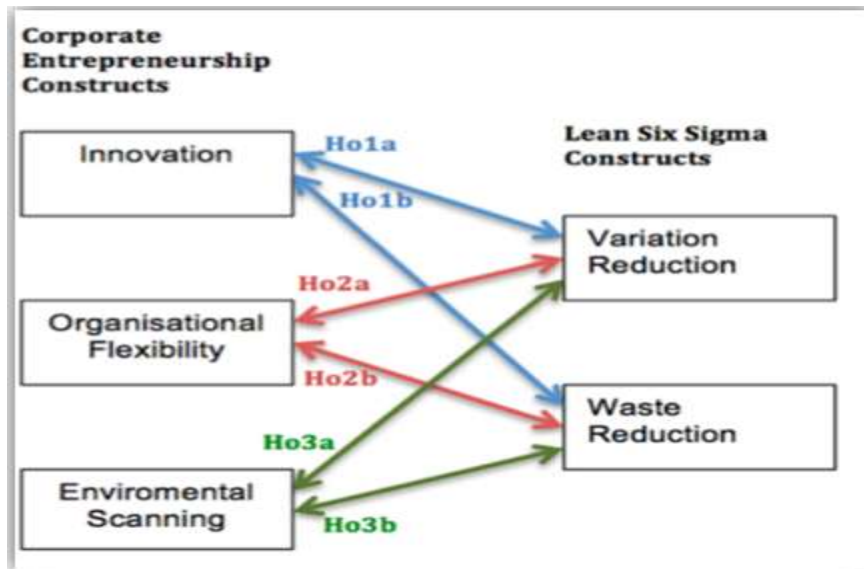 Corporate
Entrepreneurship
Constructs
Innovation
Organisational
Flexibility
Enviromental
Scanning
Ho1a
Ho1b
Ho2a
Ho2b
Ho3a
Ho3b
Lean Six Sigma
Constructs
Variation
Reduction
Waste
Reduction